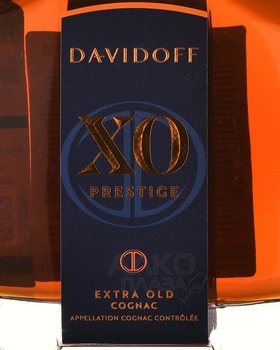 DAVIDOFF
XO
PRESTIGE
EXTRA OLD
COGNAC
APPELLATION COGNAC CONTRÔLÉE